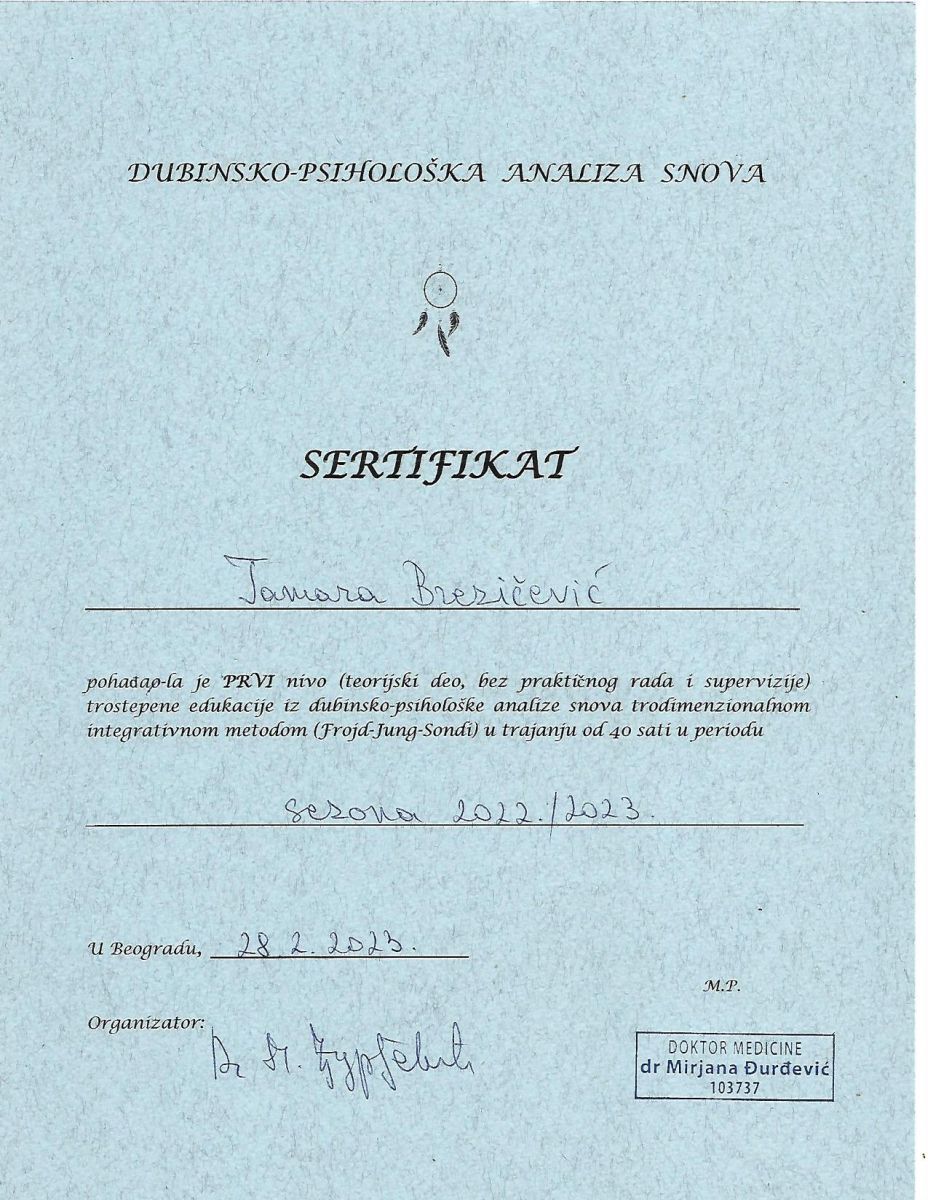 DUBINSKO-PSIHOLOŠKA ANALIZA SNOVA
SERTIFIKAT
Tamara Brezičević
pohađao-la je PRVI nivo (teorijski deo, bez praktičnog rada i supervizije)
trostepene edukacije iz dubinsko-psihološke analize snova trodimenzionalnom
integrativnom metodom (Frojd-Jung-Sondi) u trajanju od 40 sati u periodu
sezona 2022./2023.
U Beogradu, 28.2.2023.
M.P.
Organizator:
Др М. Ђурђевић
DOKTOR MEDICINE
dr Mirjana Đurđević
103737